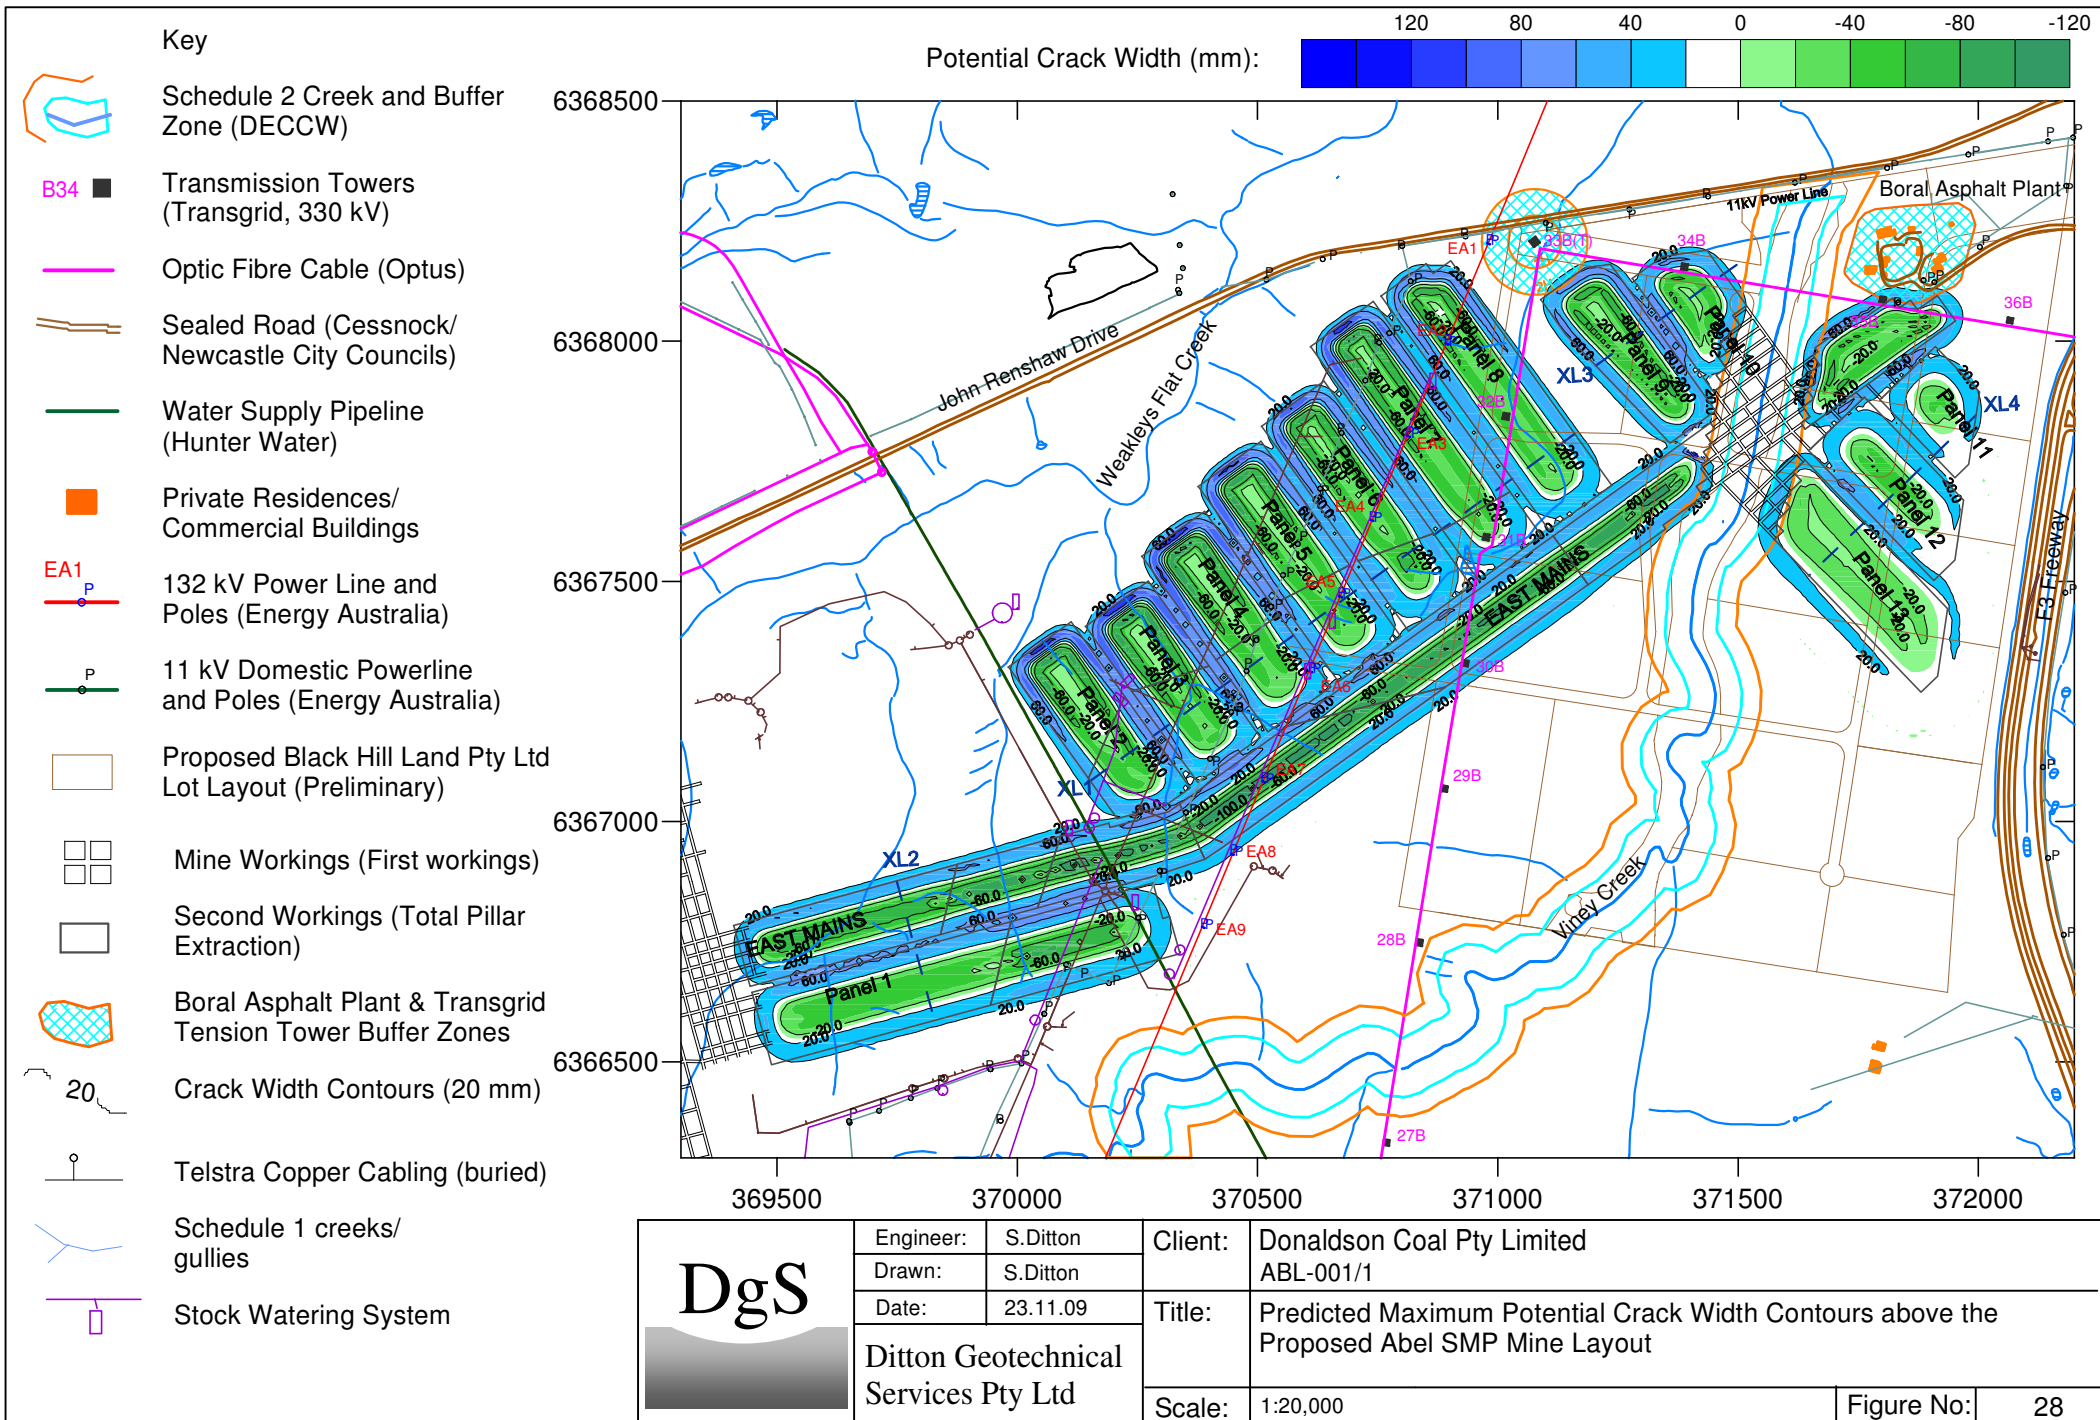 Key
Schedule 2 Creek and Buffer
Zone (DECCW)
B34
Transmission Towers
(Transgrid, 330 kV)
Optic Fibre Cable (Optus)
Sealed Road (Cessnock/
Newcastle City Councils)
Water Supply Pipeline
(Hunter Water)
Private Residences/
Commercial Buildings
EA1
P
132 kV Power Line and
Poles (Energy Australia)
P
11 kV Domestic Powerline
and Poles (Energy Australia)
Proposed Black Hill Land Pty Ltd
Lot Layout (Preliminary)
Mine Workings (First workings)
Second Workings (Total Pillar
Extraction)
Boral Asphalt Plant & Transgrid
Tension Tower Buffer Zones
20
Crack Width Contours (20 mm)
Telstra Copper Cabling (buried)
Schedule 1 creeks/
gullies
Stock Watering System
Potential Crack Width (mm):
120 80 40 0 -40 -80 -120
6368500
6368000
6367500
6367000
6366500
369500 370000 370500 371000 371500 372000
John Renshaw Drive
Weakleys Flat Creek
11kV Power Line
Boral Asphalt Plant
F3 Freeway
Viney Creek
EAST MAINS
EAST MAINS
Panel 1
Panel 2
Panel 3
Panel 4
Panel 5
Panel 6
Panel 7
Panel 8
Panel 9
Panel 10
Panel 11
Panel 12
Panel 13
XL1
XL2
XL3
XL4
EA1
EA3
EA4
EA5
EA6
EA7
EA8
EA9
33B(T)
34B
36B
32B
31B
30B
29B
28B
27B
DgS
Engineer: S.Ditton
Drawn: S.Ditton
Date: 23.11.09
Ditton Geotechnical
Services Pty Ltd
Client: Donaldson Coal Pty Limited
ABL-001/1
Title: Predicted Maximum Potential Crack Width Contours above the
Proposed Abel SMP Mine Layout
Scale: 1:20,000
Figure No: 28